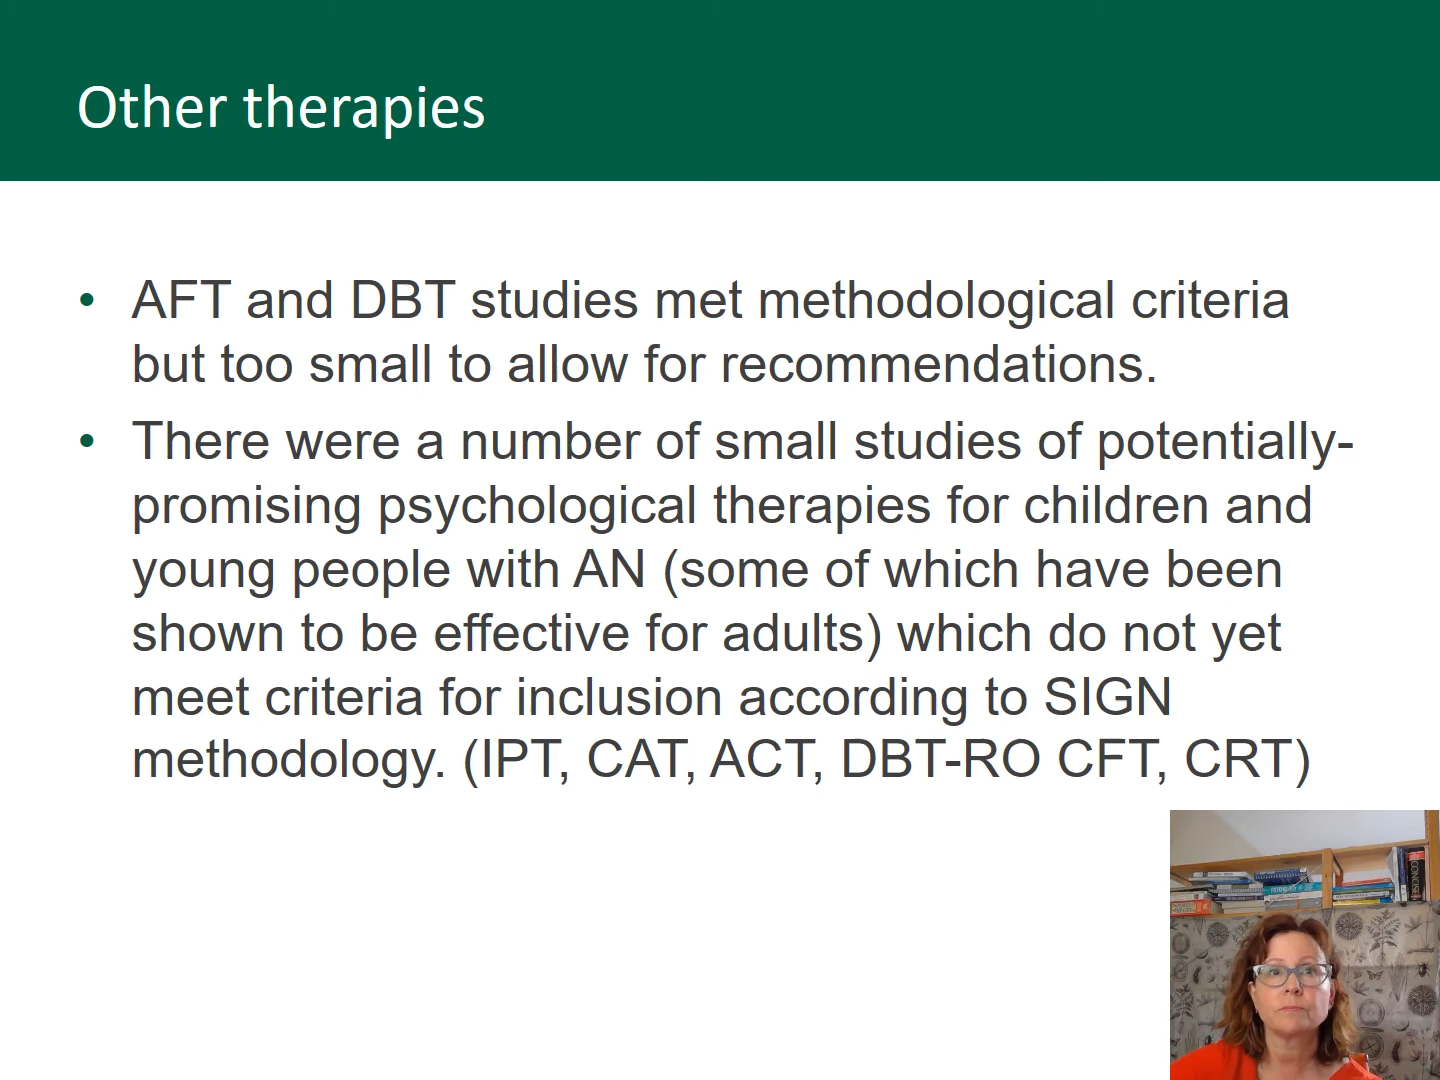 Other therapies
• AFT and DBT studies met methodological criteria
but too small to allow for recommendations.
• There were a number of small studies of potentially-
promising psychological therapies for children and
young people with AN (some of which have been
shown to be effective for adults) which do not yet
meet criteria for inclusion according to SIGN
methodology. (IPT, CAT, ACT, DBT-RO CFT, CRT)
CONCISE